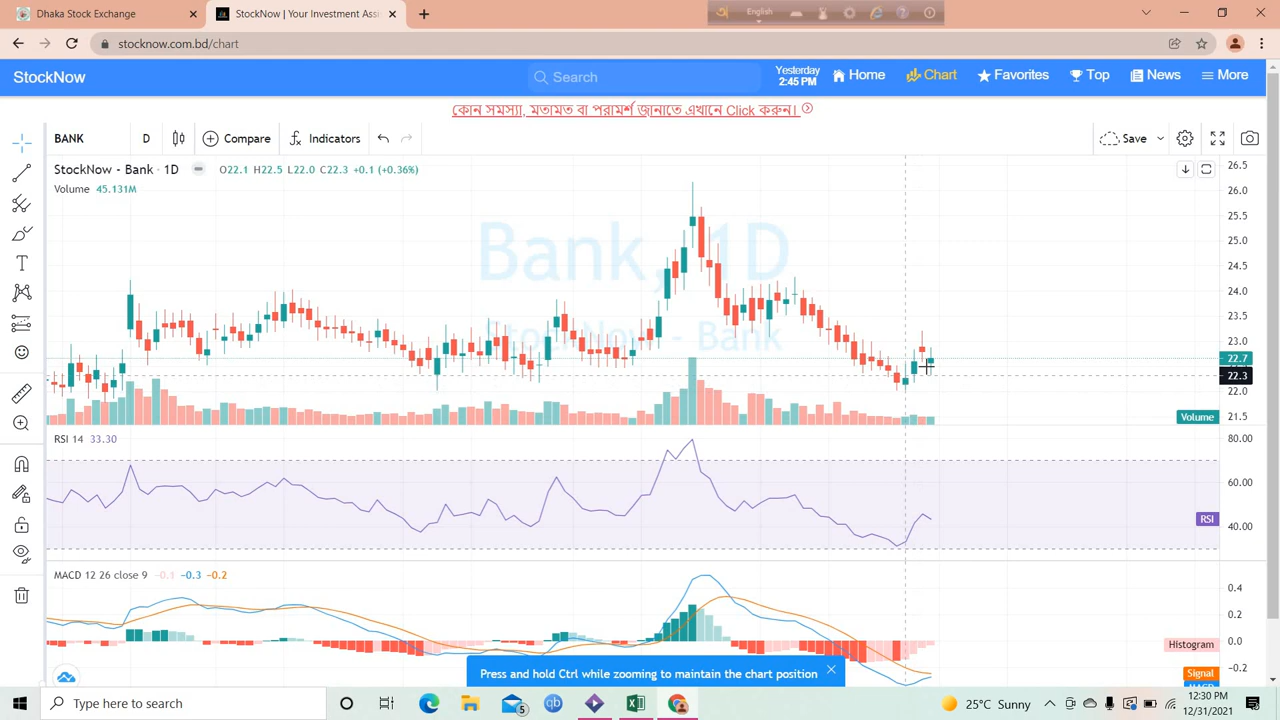 Dhaka Stock Exchange
StockNow | Your Investment Assi
English
stocknow.com.bd/chart
StockNow
Search
Yesterday
2:45 PM
Home
Chart
Favorites
Top
News
More
কোন সমস্যা, মতামত বা পরামর্শ জানাতে এখানে Click করুন।
BANK
D
Compare
Indicators
Save
StockNow - Bank · 1D O22.1 H22.5 L22.0 C22.3 +0.1 (+0.36%)
Volume 45.131M
Bank, 1D
StockNow - Bank
26.5
26.0
25.5
25.0
24.5
24.0
23.5
23.0
22.7
22.3
22.0
21.5
Volume
RSI 14 33.30
80.00
60.00
RSI
40.00
MACD 12 26 close 9 −0.1 −0.3 −0.2
0.4
0.2
0.0
Histogram
−0.2
Signal
Press and hold Ctrl while zooming to maintain the chart position
Type here to search
5
25°C Sunny
12:30 PM
12/31/2021